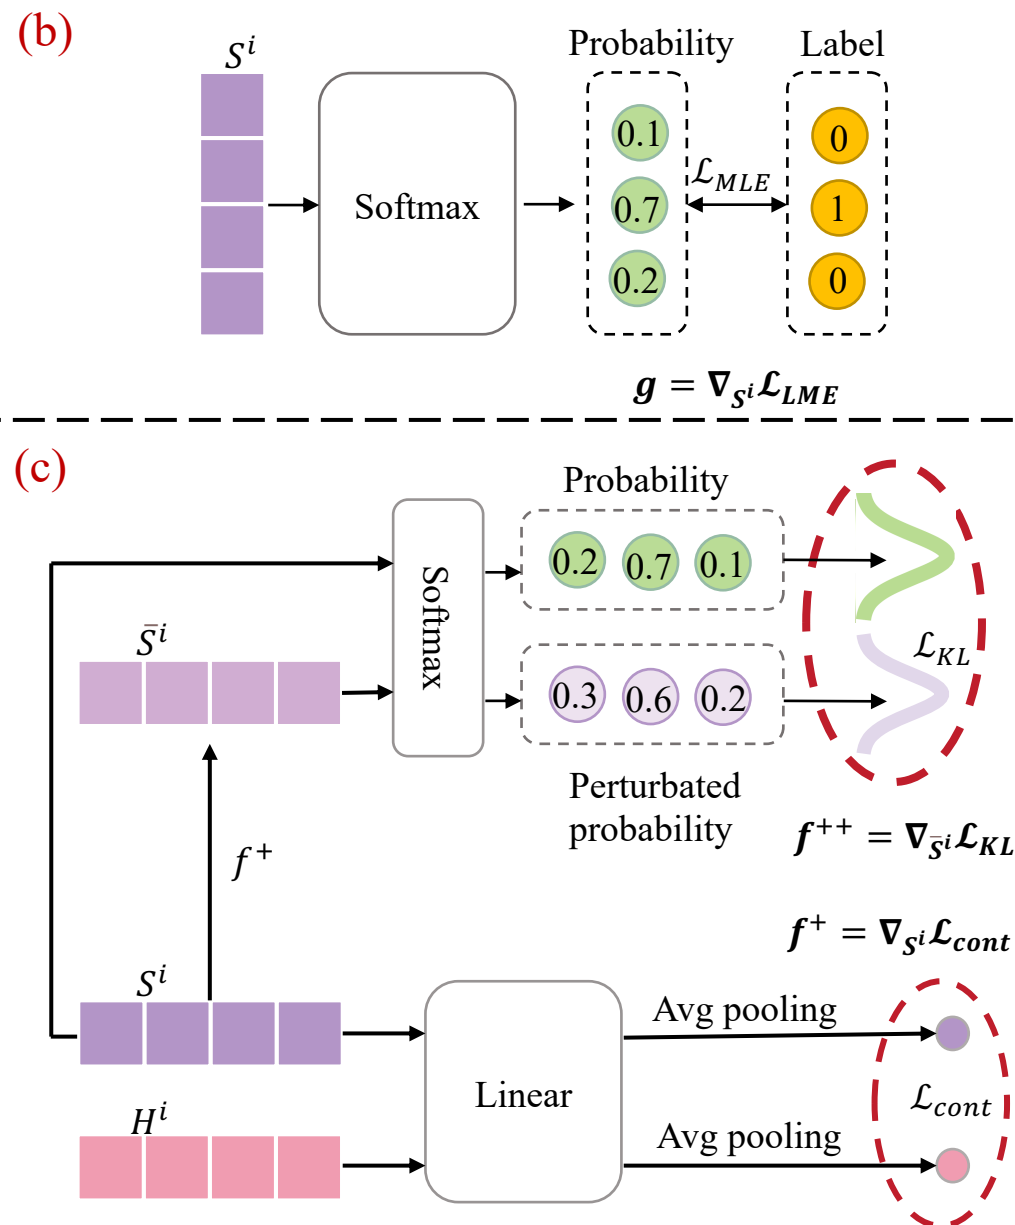 (b)
S^i
Probability
Label
Softmax
0.1
0.7
0.2
ℒ_MLE
0
1
0
g = ∇_{S^i} ℒ_LME
(c)
Probability
Softmax
0.2 0.7 0.1
S̄^i
0.3 0.6 0.2
ℒ_KL
Perturbated
probability
f^++ = ∇_{S̄^i} ℒ_KL
f^+
f^+ = ∇_{S^i} ℒ_cont
S^i
Avg pooling
Linear
ℒ_cont
H^i
Avg pooling